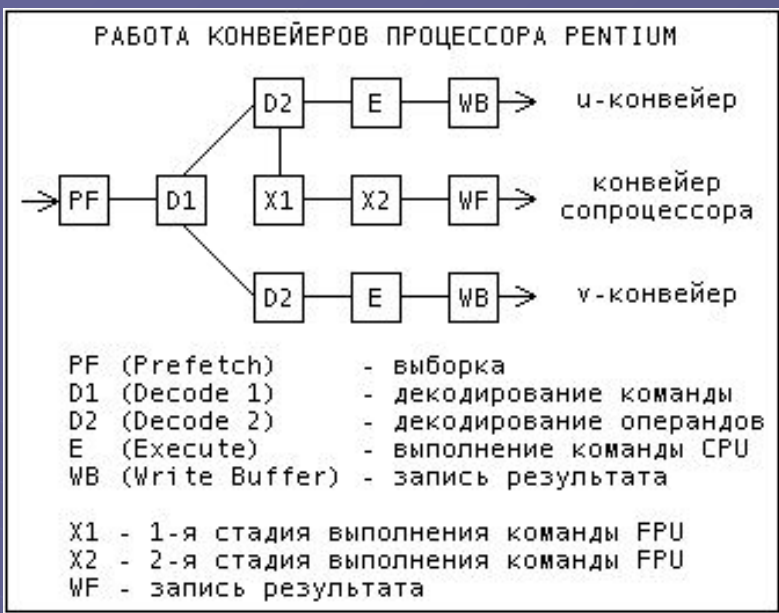 РАБОТА КОНВЕЙЕРОВ ПРОЦЕССОРА PENTIUM
D2 E WB u-конвейер
PF D1 X1 X2 WF конвейер сопроцессора
D2 E WB v-конвейер
PF (Prefetch) - выборка
D1 (Decode 1) - декодирование команды
D2 (Decode 2) - декодирование операндов
E (Execute) - выполнение команды CPU
WB (Write Buffer) - запись результата
X1 - 1-я стадия выполнения команды FPU
X2 - 2-я стадия выполнения команды FPU
WF - запись результата